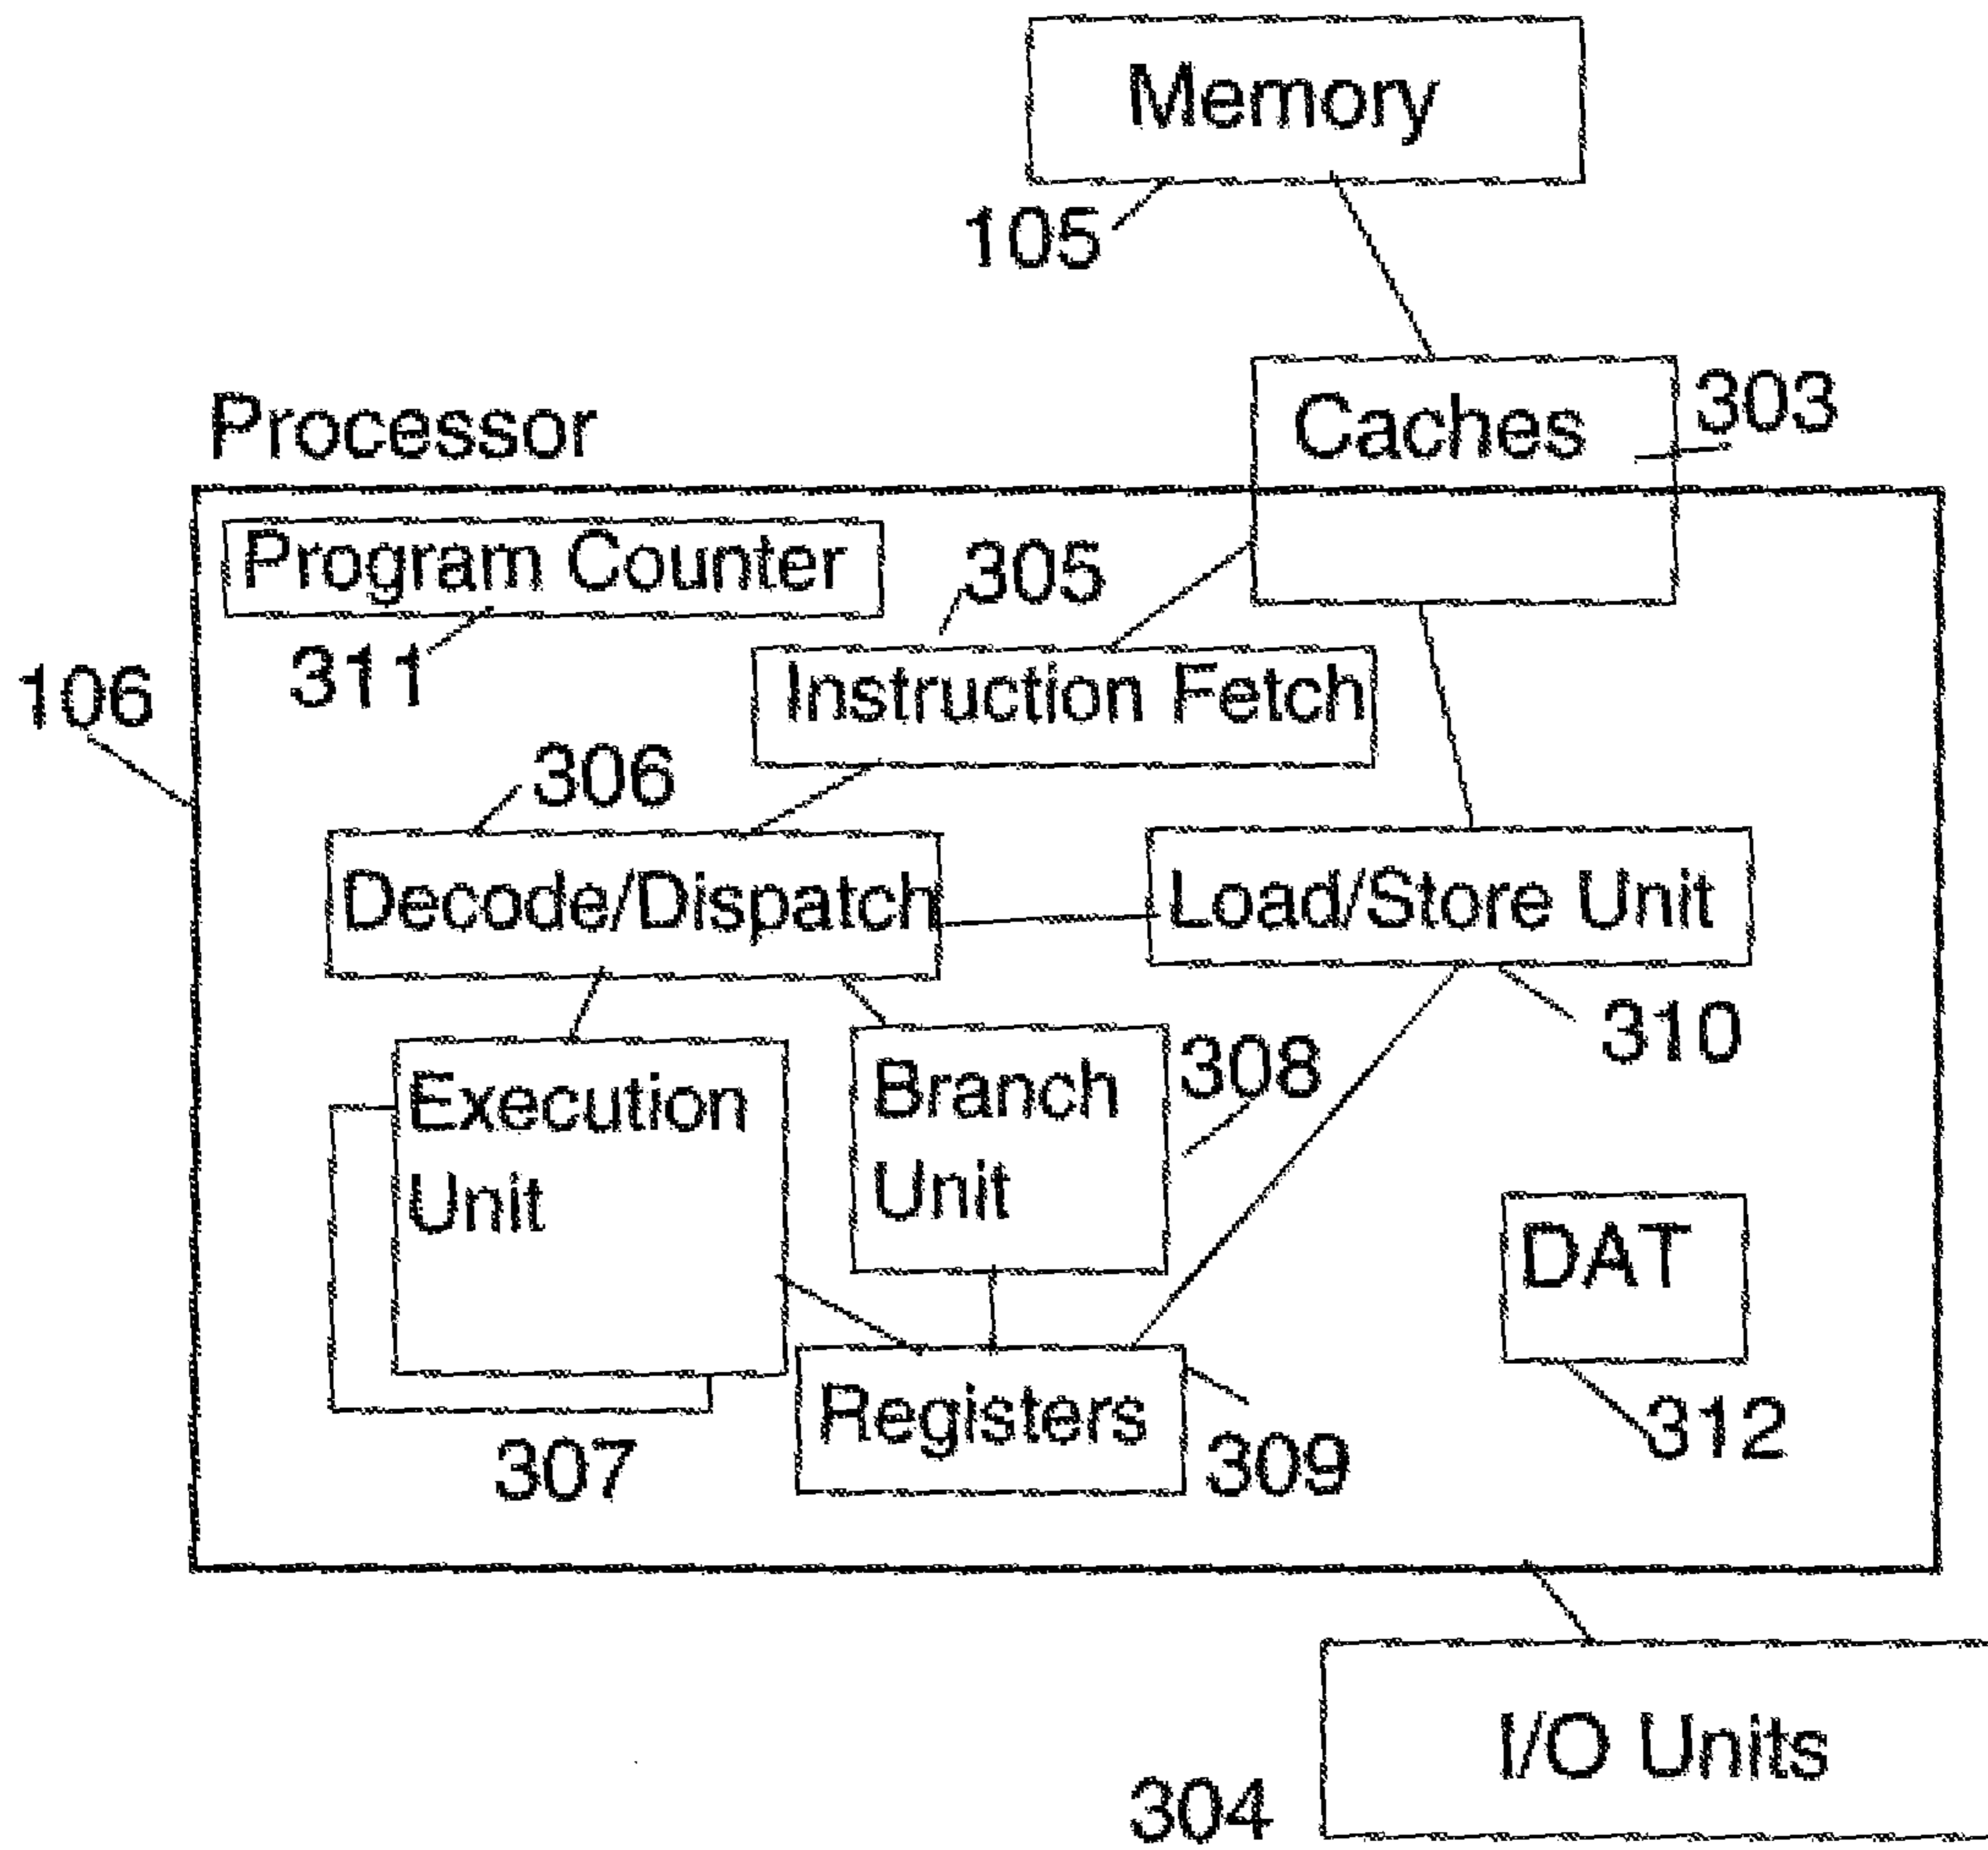 Memory
105
Caches
303
Processor
Program Counter
305
311
Instruction Fetch
106
306
Decode/Dispatch
Load/Store Unit
310
Execution
Unit
Branch
Unit
308
DAT
312
Registers
309
307
I/O Units
304